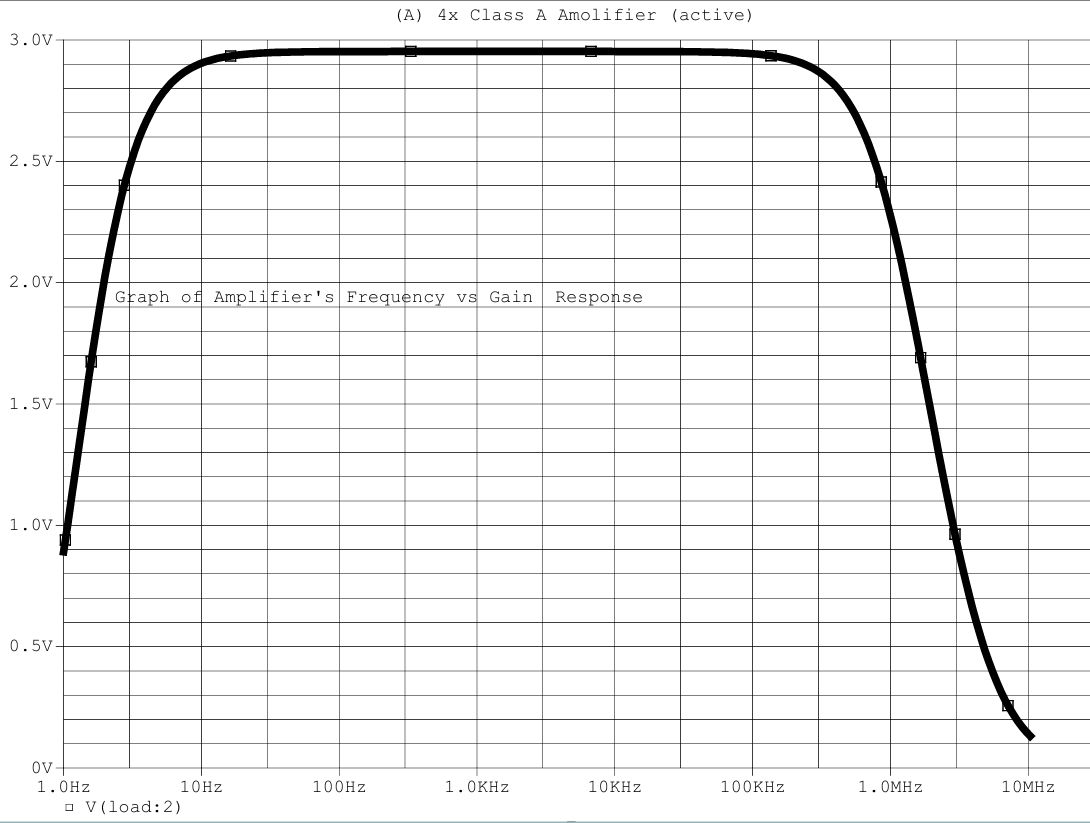 (A) 4x Class A Amolifier (active)
3.0V
2.5V
2.0V
Graph of Amplifier's Frequency vs Gain  Response
1.5V
1.0V
0.5V
0V
1.0Hz 10Hz 100Hz 1.0KHz 10KHz 100KHz 1.0MHz 10MHz
V(load:2)